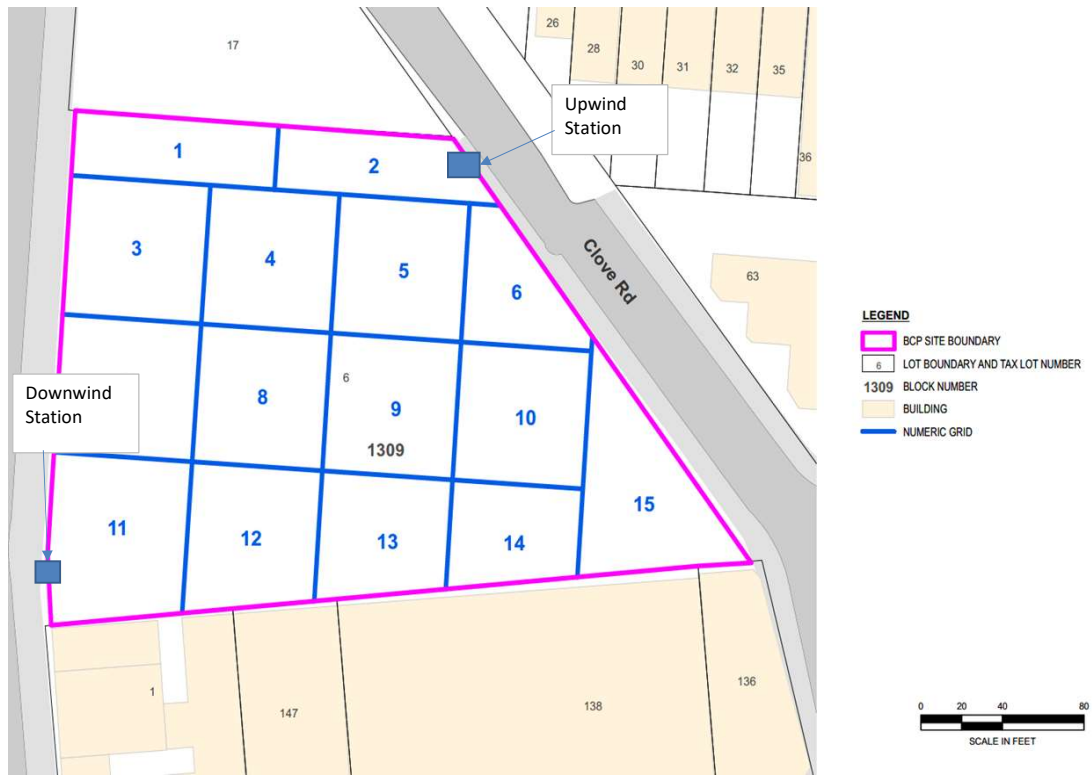 17
26
28
30
31
32
35
36
Upwind
Station
1
2
3
4
5
6
Clove Rd
63
Downwind
Station
8
6
9
10
1309
11
12
13
14
15
1
147
138
136
LEGEND
BCP SITE BOUNDARY
6 LOT BOUNDARY AND TAX LOT NUMBER
1309 BLOCK NUMBER
BUILDING
NUMERIC GRID
0 20 40 80
SCALE IN FEET